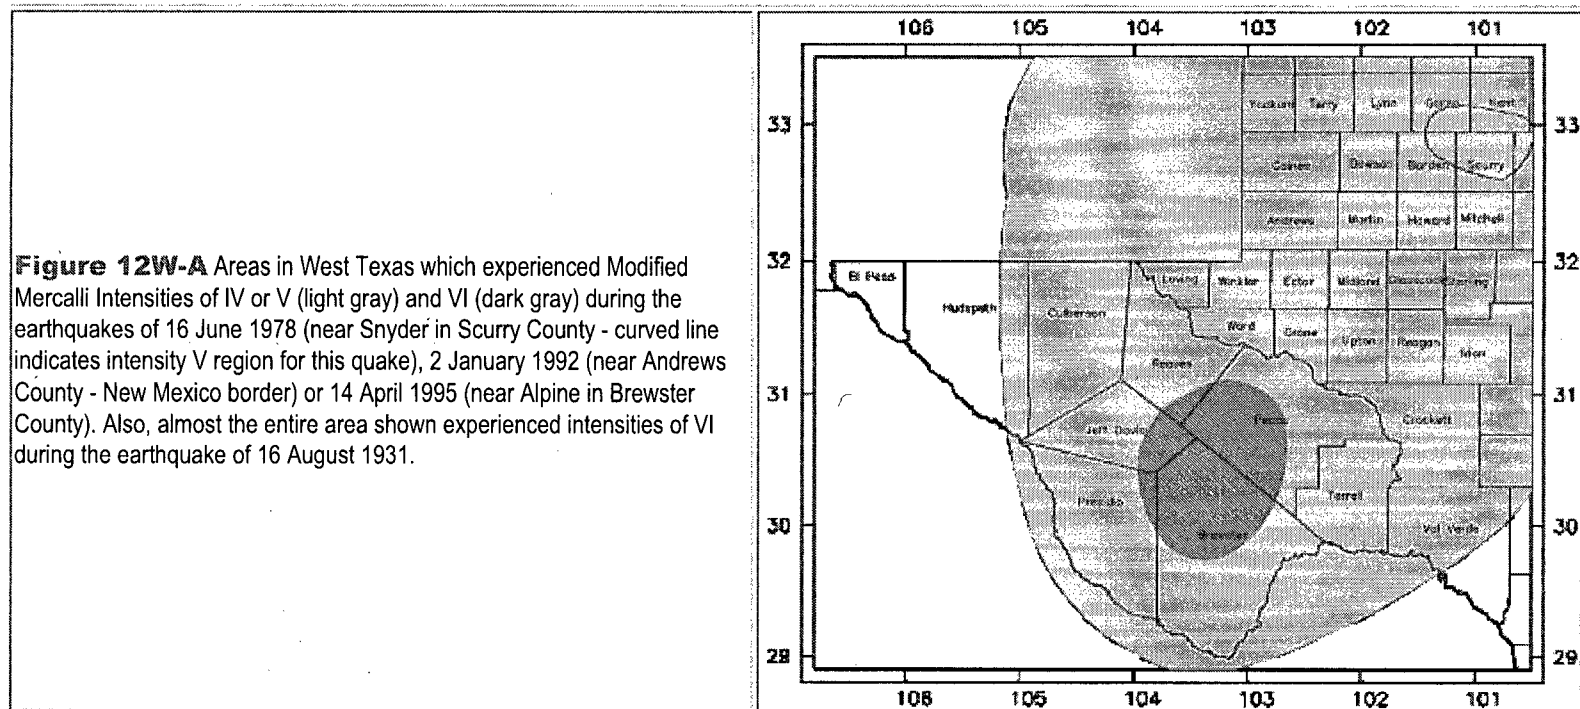 Figure 12W-A Areas in West Texas which experienced Modified
Mercalli Intensities of IV or V (light gray) and VI (dark gray) during the
earthquakes of 16 June 1978 (near Snyder in Scurry County - curved line
indicates intensity V region for this quake), 2 January 1992 (near Andrews
County - New Mexico border) or 14 April 1995 (near Alpine in Brewster
County). Also, almost the entire area shown experienced intensities of VI
during the earthquake of 16 August 1931.
106 105 104 103 102 101
33 Terry Lynn Garza Kent 33
Gaines Dawson Borden Scurry
Andrews Martin Howard Mitchell
32 El Paso Loving Winkler Ector Midland 32
Hudspeth Culberson
Ward Crane Upton Reagan Irion
Reeves
31 31
Jeff Davis Pecos Crockett
Presidio Terrell
30 Brewster Val Verde 30
29 29
106 105 104 103 102 101